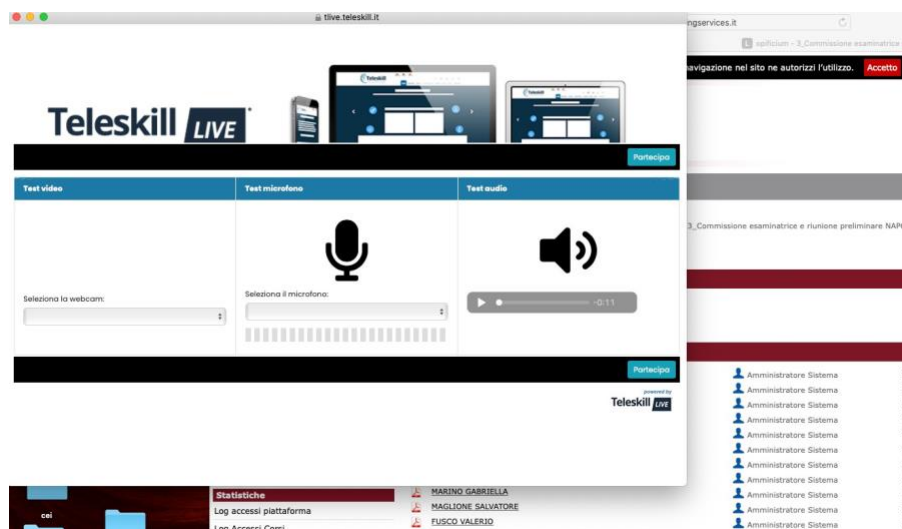 tlive.teleskill.it
ngservices.it
3_Commissione esaminatrice
navigazione nel sito ne autorizzi l'utilizzo. Accetto
Teleskill LIVE
Teleskill
Partecipa
Test video
Test microfono
Test audio
3_Commissione esaminatrice e riunione preliminare NAP
Seleziona la webcam:
Seleziona il microfono:
-0:11
Partecipa
powered by
Teleskill LIVE
Amministratore Sistema
Amministratore Sistema
Amministratore Sistema
Amministratore Sistema
Amministratore Sistema
Amministratore Sistema
Amministratore Sistema
Amministratore Sistema
Amministratore Sistema
Amministratore Sistema
Amministratore Sistema
cei
Statistiche
Log accessi piattaforma
Log Accessi Corsi
MARINO GABRIELLA
MAGLIONE SALVATORE
FUSCO VALERIO